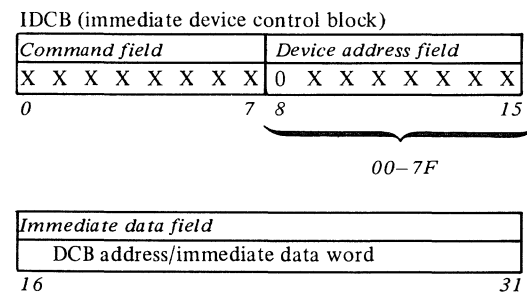 IDCB (immediate device control block)
Command field Device address field
X X X X X X X X 0 X X X X X X X
0 7 8 15
00–7F
Immediate data field
DCB address/immediate data word
16 31